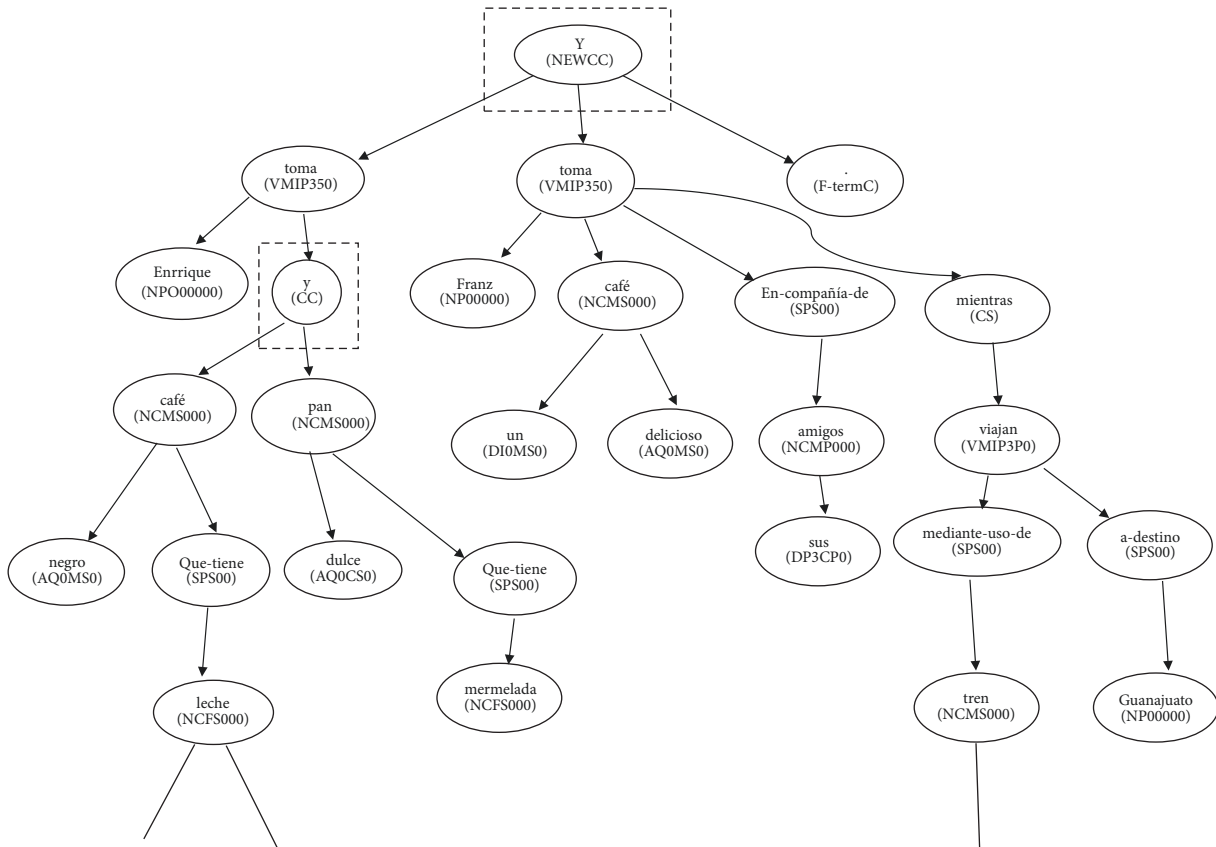 Y
(NEWCC)
toma
(VMIP350)
toma
(VMIP350)
.
(F-termC)
Enrrique
(NPO00000)
y
(CC)
Franz
(NP00000)
café
(NCMS000)
En-compañía-de
(SPS00)
mientras
(CS)
café
(NCMS000)
pan
(NCMS000)
un
(DI0MS0)
delicioso
(AQ0MS0)
amigos
(NCMP000)
viajan
(VMIP3P0)
negro
(AQ0MS0)
Que-tiene
(SPS00)
dulce
(AQ0CS0)
Que-tiene
(SPS00)
sus
(DP3CP0)
mediante-uso-de
(SPS00)
a-destino
(SPS00)
leche
(NCFS000)
mermelada
(NCFS000)
tren
(NCMS000)
Guanajuato
(NP00000)